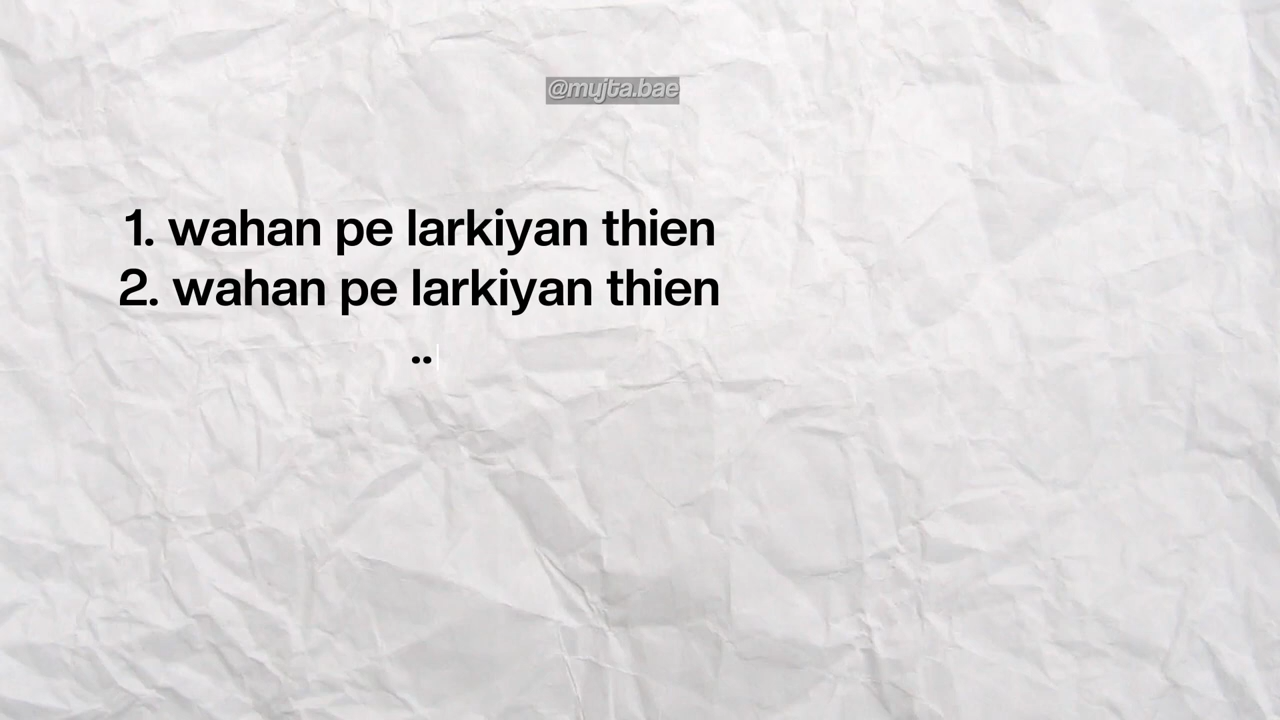 @mujta.bae
1. wahan pe larkiyan thien
2. wahan pe larkiyan thien
..